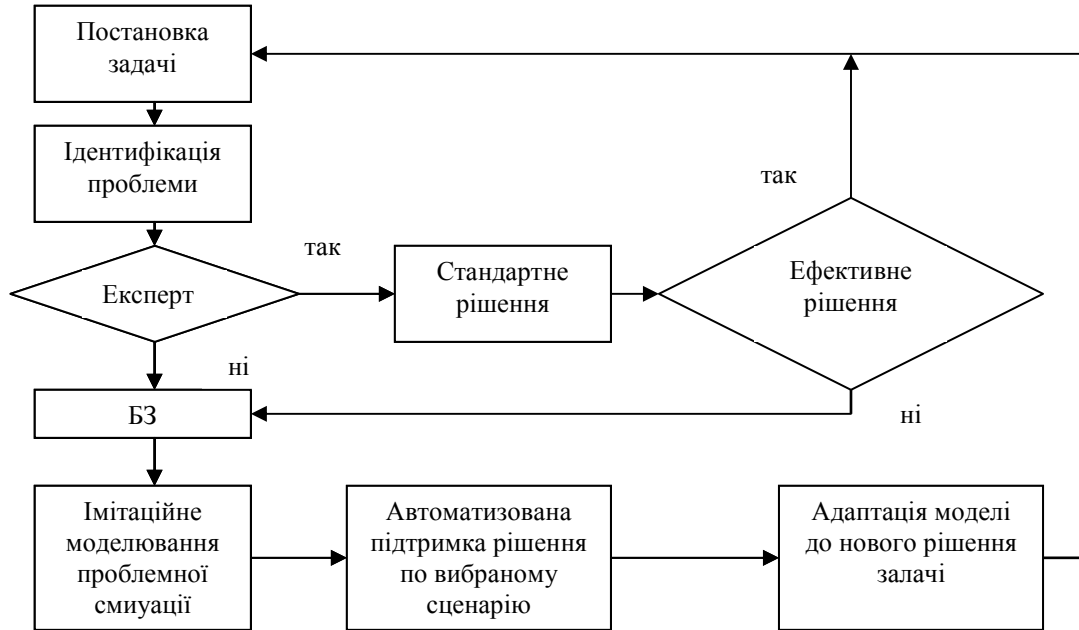 Постановка
задачі
Ідентифікація
проблеми
так
так
Експерт
Стандартне
рішення
Ефективне
рішення
ні
БЗ
ні
Імітаційне
моделювання
проблемної
смиуації
Автоматизована
підтримка рішення
по вибраному
сценарію
Адаптація моделі
до нового рішення
залачі